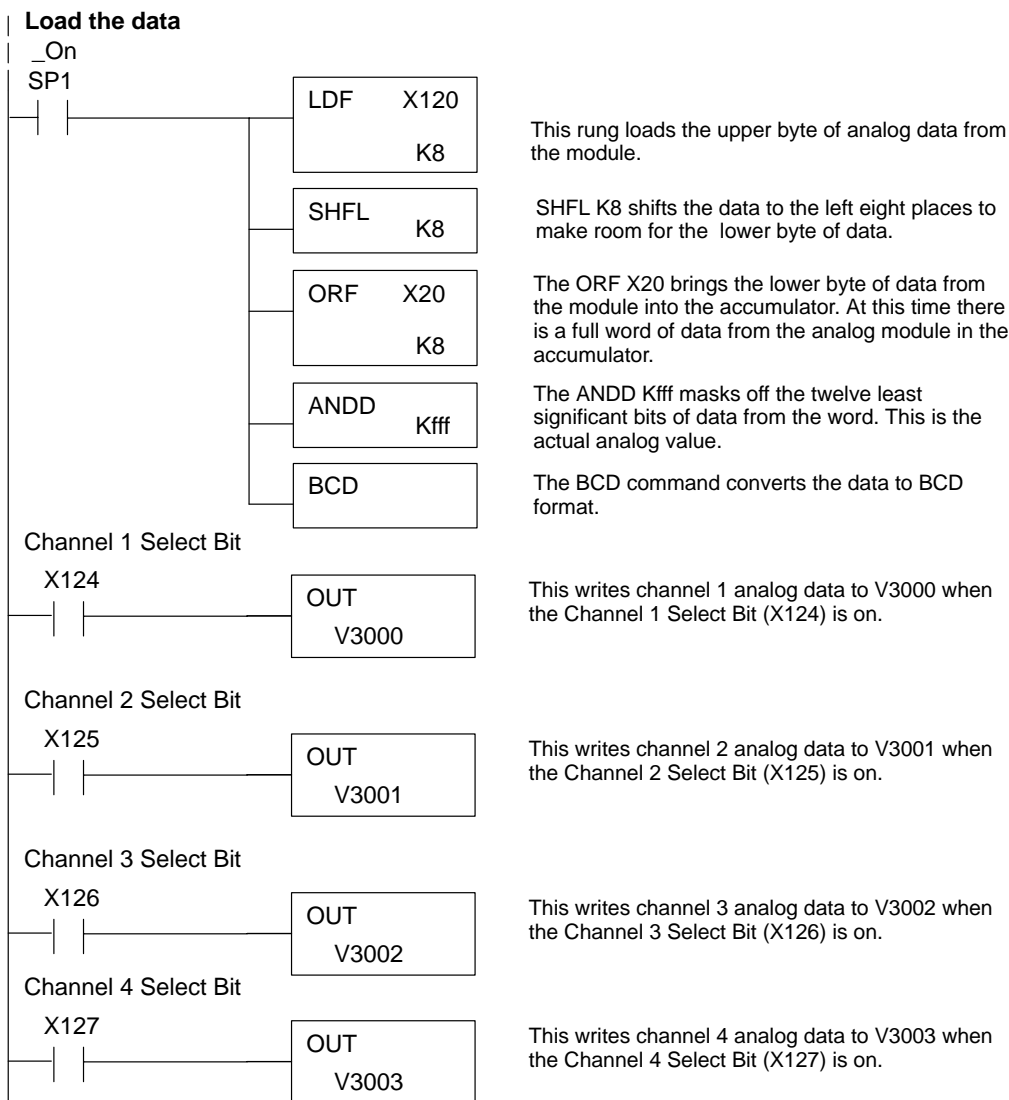 Load the data
_On
SP1
LDF X120
K8
This rung loads the upper byte of analog data from
the module.
SHFL K8
SHFL K8 shifts the data to the left eight places to
make room for the lower byte of data.
ORF X20
K8
The ORF X20 brings the lower byte of data from
the module into the accumulator. At this time there
is a full word of data from the analog module in the
accumulator.
ANDD Kfff
The ANDD Kfff masks off the twelve least
significant bits of data from the word. This is the
actual analog value.
BCD
The BCD command converts the data to BCD
format.
Channel 1 Select Bit
X124
OUT
V3000
This writes channel 1 analog data to V3000 when
the Channel 1 Select Bit (X124) is on.
Channel 2 Select Bit
X125
OUT
V3001
This writes channel 2 analog data to V3001 when
the Channel 2 Select Bit (X125) is on.
Channel 3 Select Bit
X126
OUT
V3002
This writes channel 3 analog data to V3002 when
the Channel 3 Select Bit (X126) is on.
Channel 4 Select Bit
X127
OUT
V3003
This writes channel 4 analog data to V3003 when
the Channel 4 Select Bit (X127) is on.